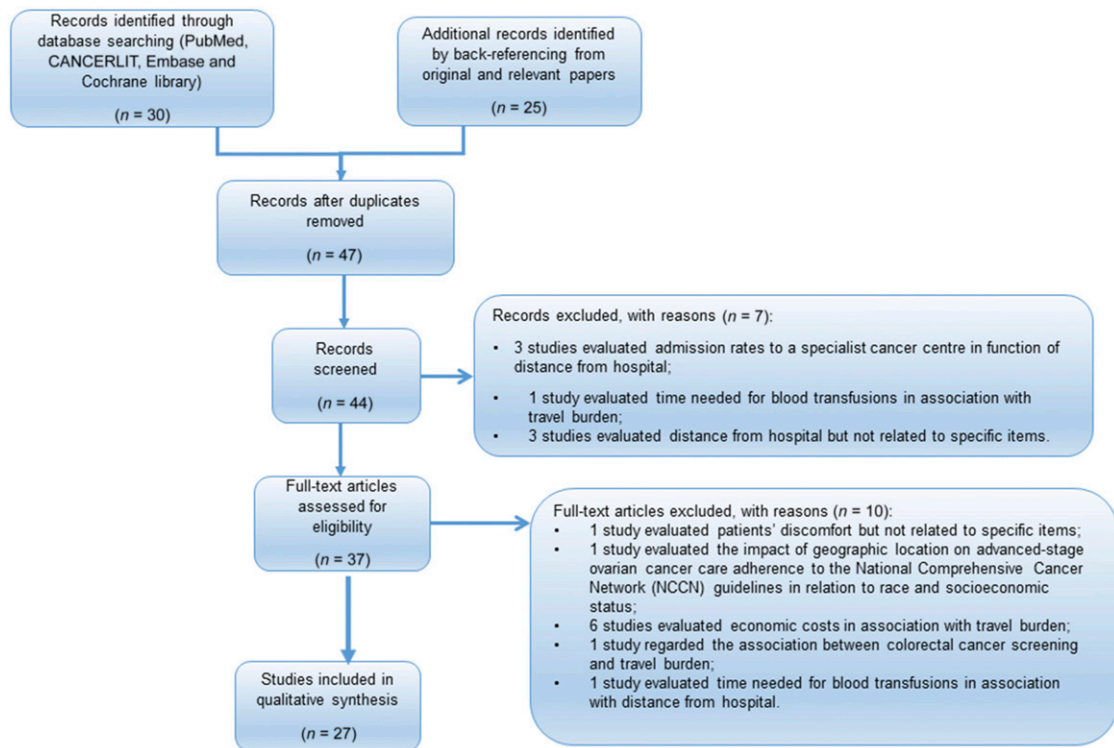 Records identified through
database searching (PubMed,
CANCERLIT, Embase and
Cochrane library)
(n = 30)
Additional records identified
by back-referencing from
original and relevant papers
(n = 25)
Records after duplicates
removed
(n = 47)
Records
screened
(n = 44)
Records excluded, with reasons (n = 7):
• 3 studies evaluated admission rates to a specialist cancer centre in function of
distance from hospital;
• 1 study evaluated time needed for blood transfusions in association with
travel burden;
• 3 studies evaluated distance from hospital but not related to specific items.
Full-text articles
assessed for
eligibility
(n = 37)
Full-text articles excluded, with reasons (n = 10):
• 1 study evaluated patients' discomfort but not related to specific items;
• 1 study evaluated the impact of geographic location on advanced-stage
ovarian cancer care adherence to the National Comprehensive Cancer
Network (NCCN) guidelines in relation to race and socioeconomic
status;
• 6 studies evaluated economic costs in association with travel burden;
• 1 study regarded the association between colorectal cancer screening
and travel burden;
• 1 study evaluated time needed for blood transfusions in association
with distance from hospital.
Studies included in
qualitative synthesis
(n = 27)